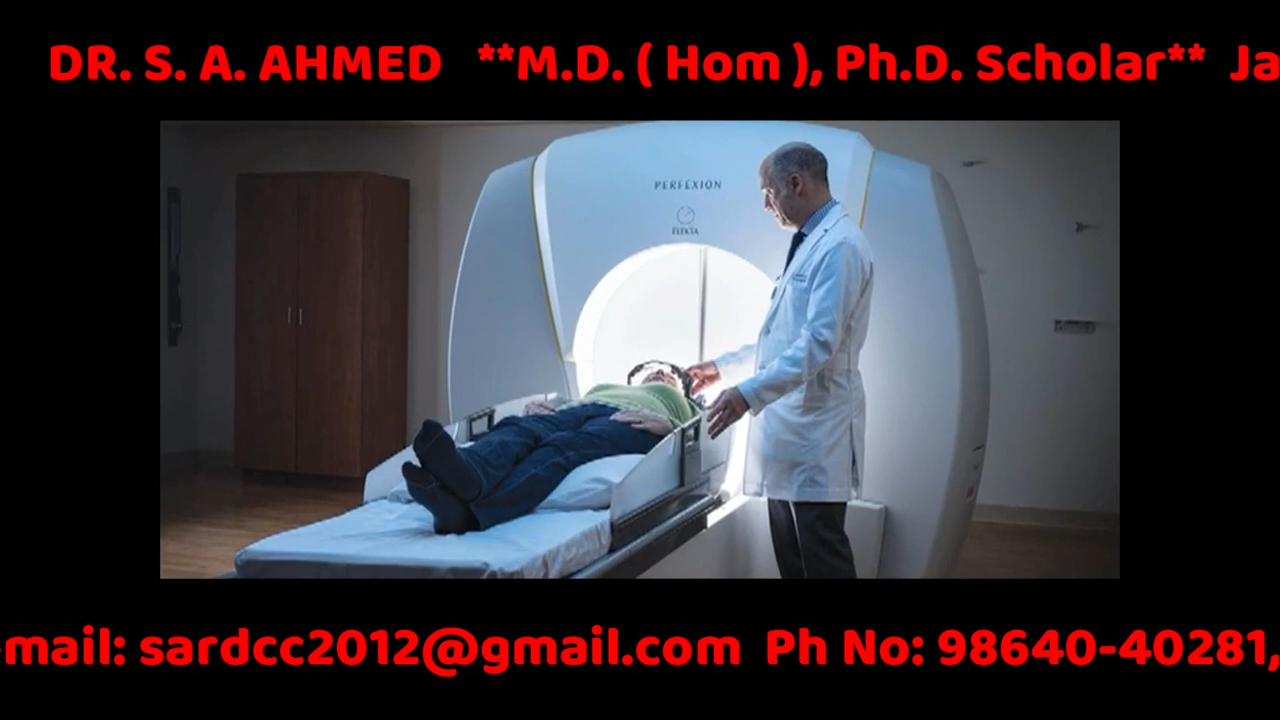 DR. S. A. AHMED **M.D. ( Hom ), Ph.D. Scholar** Ja
PERFEXION
ELEKTA
mail: sardcc2012@gmail.com Ph No: 98640-40281,